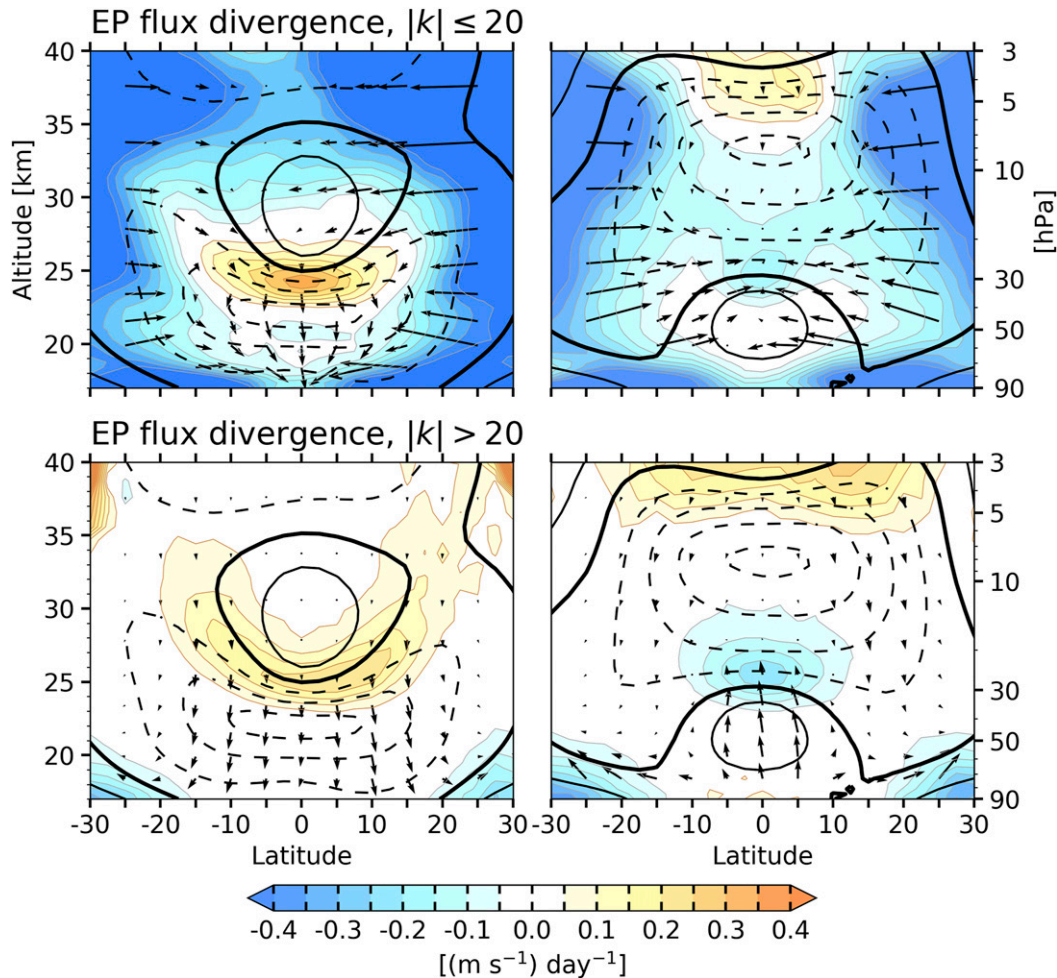 EP flux divergence, |k| ≤ 20
40
35
30
25
20
Altitude [km]
3
5
10
30
50
90
[hPa]
EP flux divergence, |k| > 20
40
35
30
25
20
3
5
10
30
50
90
-30 -20 -10 0 10 20 30
-30 -20 -10 0 10 20 30
Latitude
Latitude
-0.4 -0.3 -0.2 -0.1 0.0 0.1 0.2 0.3 0.4
[(m s⁻¹) day⁻¹]